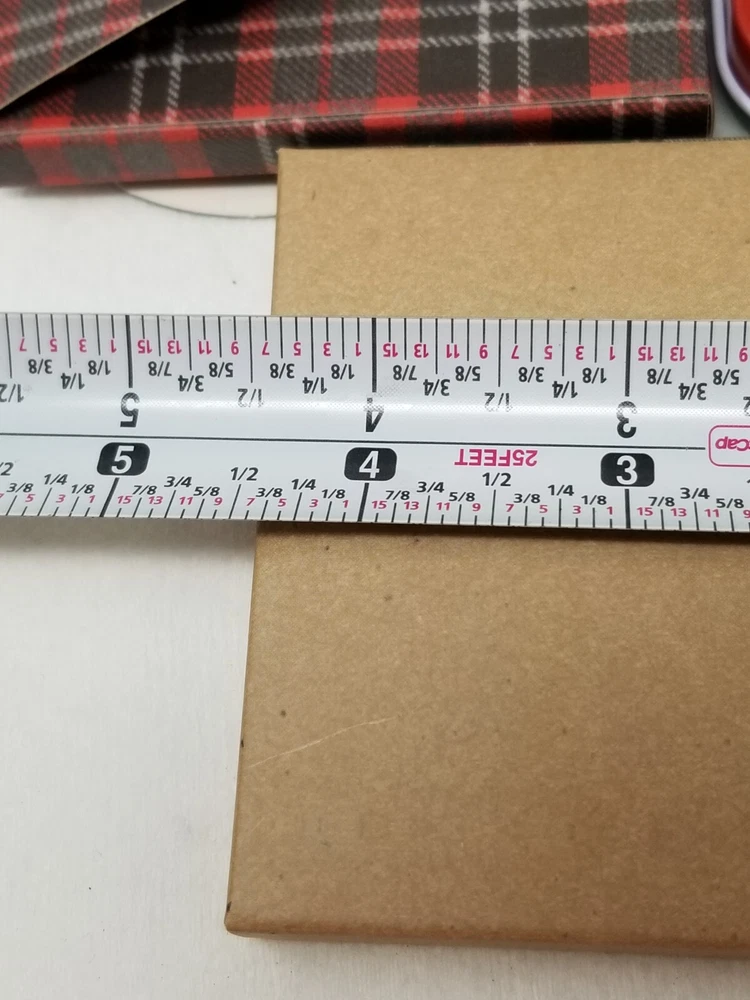 7 5 3 1 15 13 11 9 7 5 3 1 15 13 11 9 7 5 3 1 15 13 11 9
3/8 1/4 1/8 7/8 3/4 5/8 3/8 1/4 1/8 7/8 3/4 5/8 3/8 1/4 1/8 7/8 3/4 5/8
1/2 5 1/2 4 1/2 3
5 4 25FEET 3
1/2 1/4 3/4 1/2 1/4 3/4 1/2 1/4 3/4
3/8 1/8 7/8 5/8 3/8 1/8 7/8 5/8 3/8 1/8 7/8 5/8
7 5 3 1 15 13 11 9 7 5 3 1 15 13 11 9 7 5 3 1 15 13 11 9